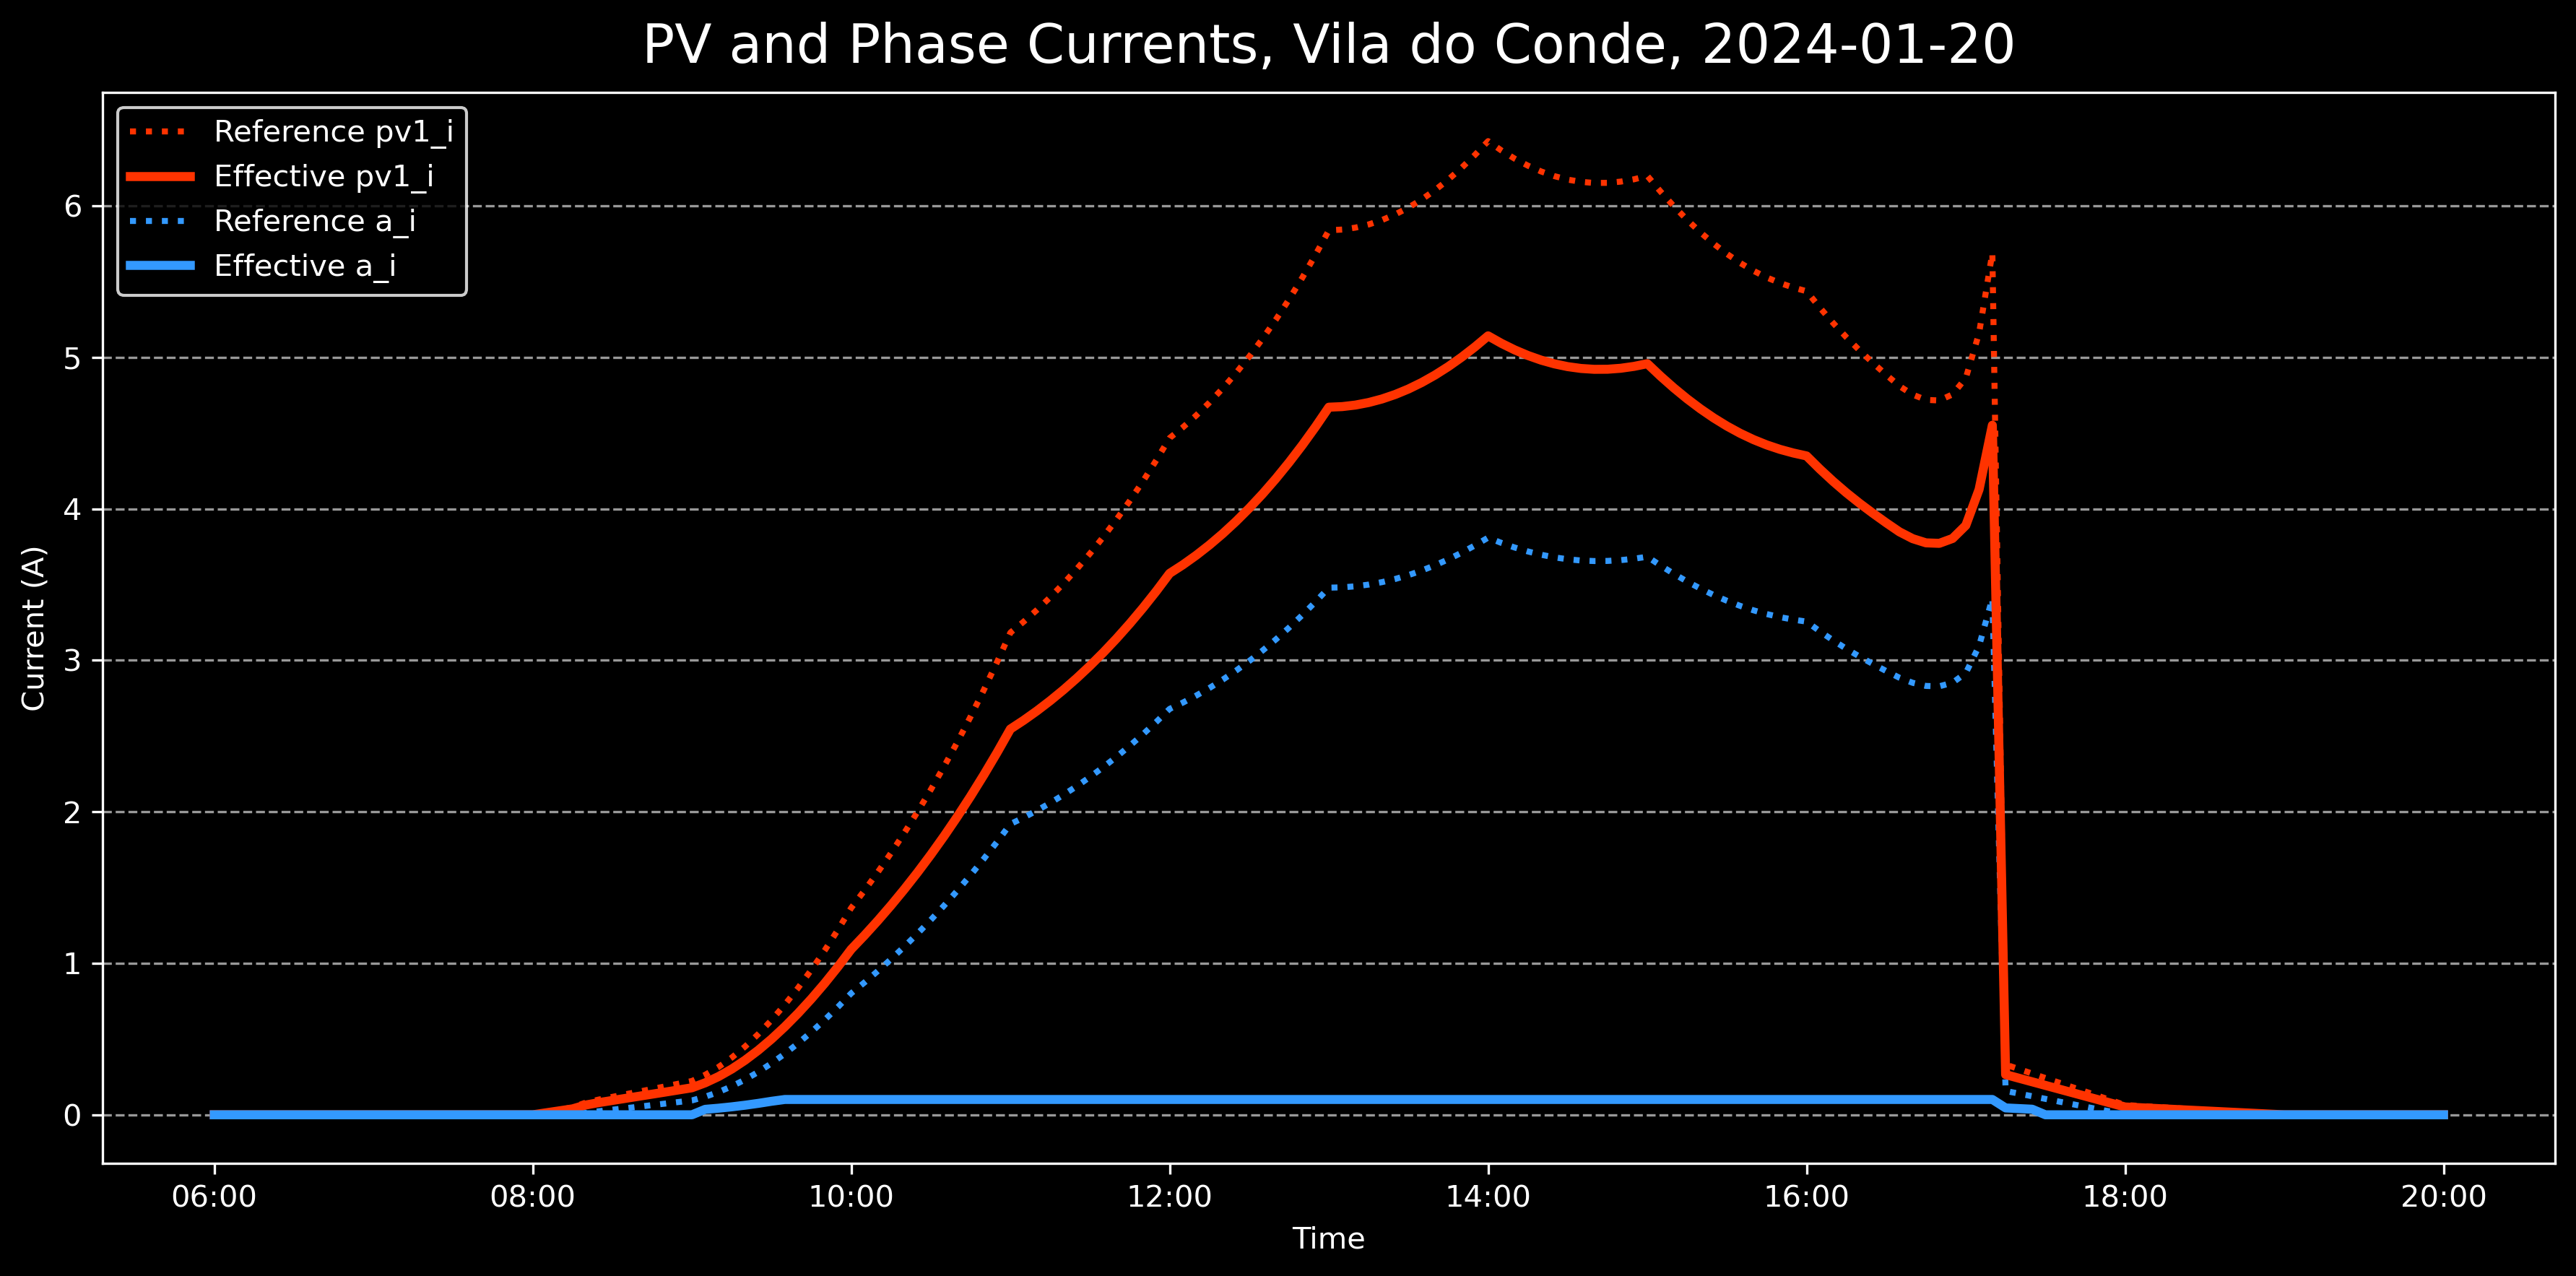 PV and Phase Currents, Vila do Conde, 2024-01-20
Reference pv1_i
Effective pv1_i
Reference a_i
Effective a_i
6
5
4
3
2
1
0
Current (A)
06:00 08:00 10:00 12:00 14:00 16:00 18:00 20:00
Time